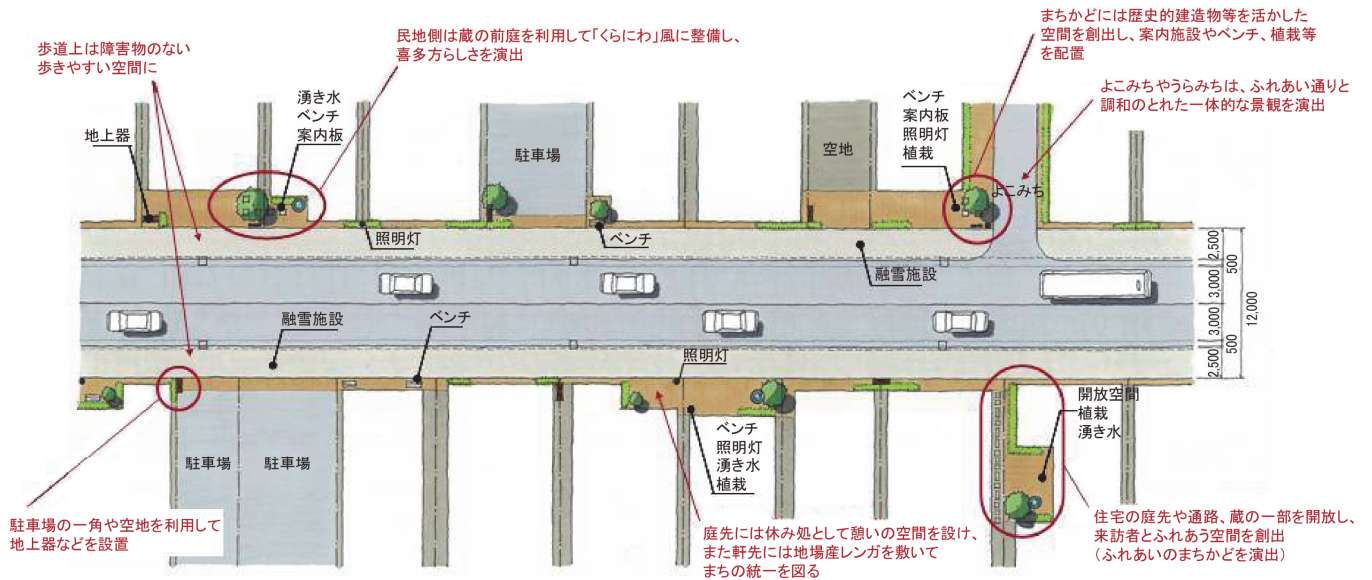 まちかどには歴史的建造物等を活かした
空間を創出し、案内施設やベンチ、植栽等
を配置
民地側は蔵の前庭を利用して「くらにわ」風に整備し、
喜多方らしさを演出
歩道上は障害物のない
歩きやすい空間に
よこみちやうらみちは、ふれあい通りと
調和のとれた一体的な景観を演出
湧き水
ベンチ
案内板
地上器
駐車場
空地
ベンチ
案内板
照明灯
植栽
よこみち
照明灯
ベンチ
融雪施設
2,500
500
3,000
12,000
3,000
500
2,500
融雪施設
ベンチ
照明灯
駐車場
駐車場
ベンチ
照明灯
湧き水
植栽
開放空間
植栽
湧き水
駐車場の一角や空地を利用して
地上器などを設置
庭先には休み処として憩いの空間を設け、
また軒先には地場産レンガを敷いて
まちの統一を図る
住宅の庭先や通路、蔵の一部を開放し、
来訪者とふれあう空間を創出
（ふれあいのまちかどを演出）